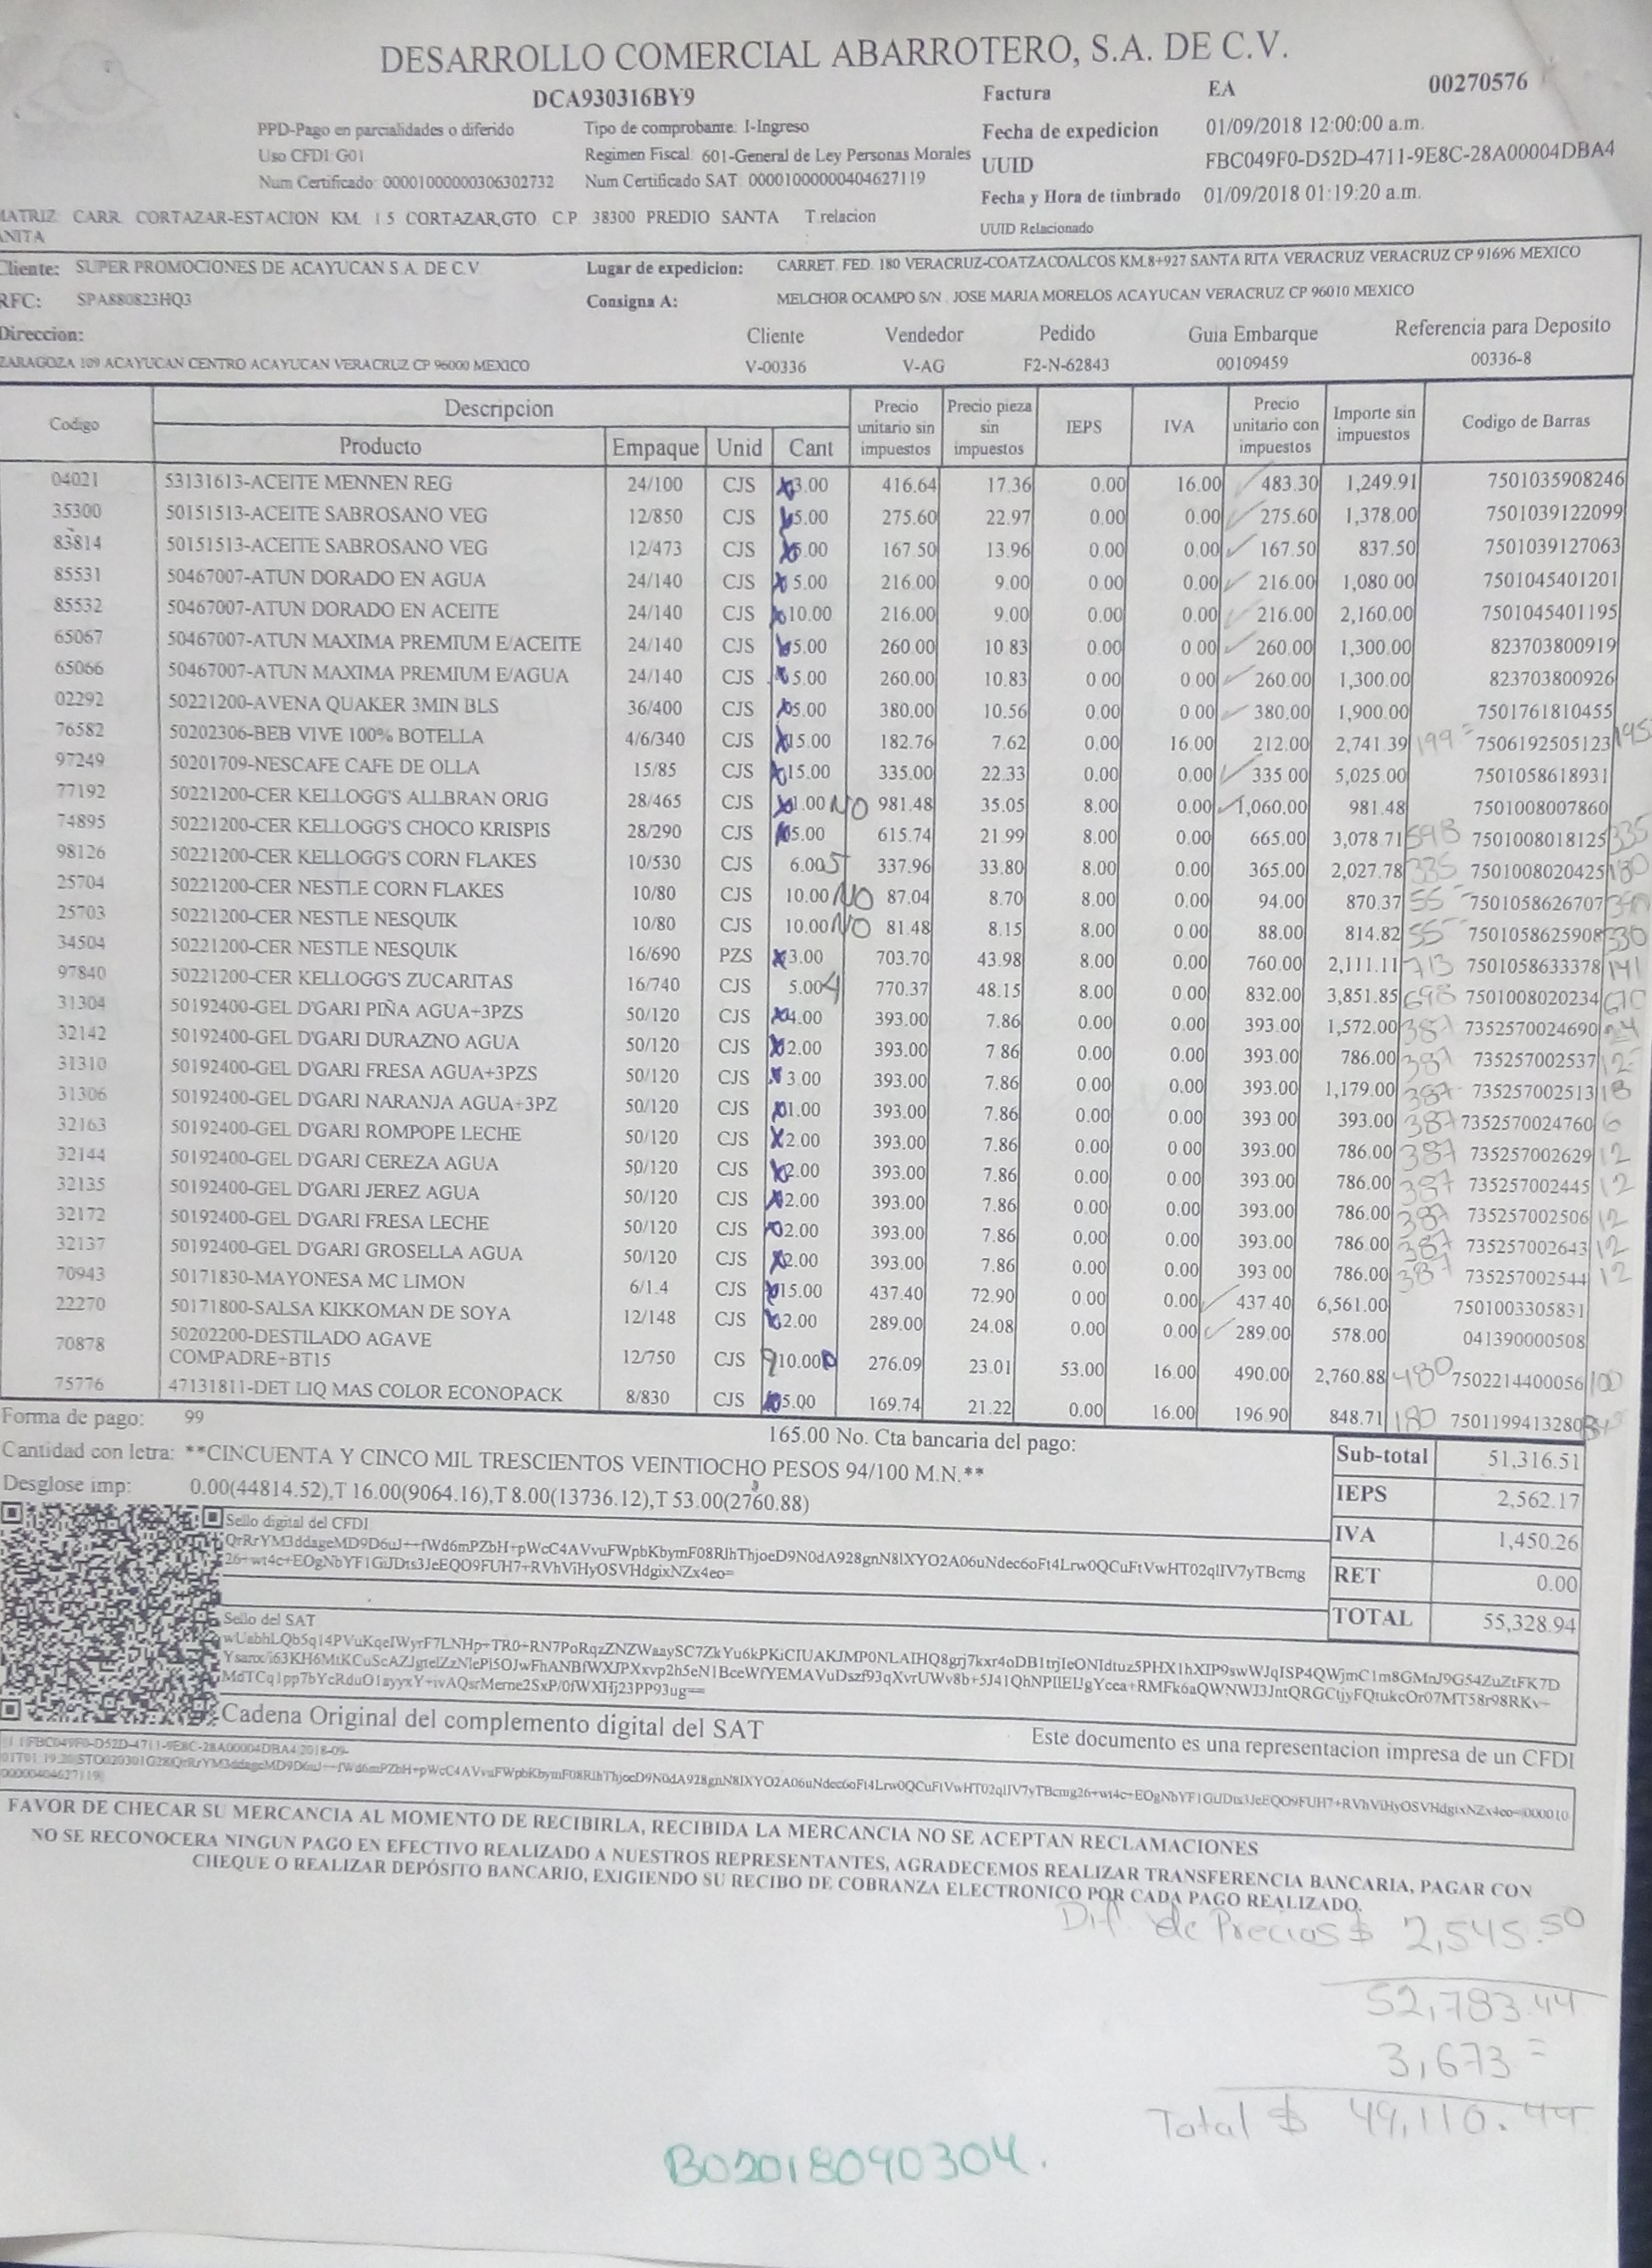 DESARROLLO COMERCIAL ABARROTERO, S.A. DE C.V.
DCA930316BY9 Factura EA 00270576
PPD-Pago en parcialidades o diferido Tipo de comprobante: I-Ingreso Fecha de expedicion 01/09/2018 12:00:00 a.m.
Uso CFDI: G01 Regimen Fiscal: 601-General de Ley Personas Morales UUID FBC049F0-D52D-4711-9E8C-28A00004DBA4
Num Certificado: 00001000000306302732 Num Certificado SAT: 00001000000404627119 Fecha y Hora de timbrado 01/09/2018 01:19:20 a.m.
MATRIZ CARR. CORTAZAR-ESTACION KM. 1 5 CORTAZAR,GTO C.P 38300 PREDIO SANTA T relacion
ANITA UUID Relacionado
Cliente: SUPER PROMOCIONES DE ACAYUCAN S.A. DE C.V Lugar de expedicion: CARRET. FED. 180 VERACRUZ-COATZACOALCOS KM.8+927 SANTA RITA VERACRUZ VERACRUZ CP 91696 MEXICO
RFC: SPA880823HQ3 Consigna A: MELCHOR OCAMPO S/N . JOSE MARIA MORELOS ACAYUCAN VERACRUZ CP 96010 MEXICO
Direccion: Cliente Vendedor Pedido Guia Embarque Referencia para Deposito
ZARAGOZA 109 ACAYUCAN CENTRO ACAYUCAN VERACRUZ CP 96000 MEXICO V-00336 V-AG F2-N-62843 00109459 00336-8
Codigo Descripcion Precio unitario sin impuestos Precio pieza sin impuestos IEPS IVA Precio unitario con impuestos Importe sin impuestos Codigo de Barras
Producto Empaque Unid Cant
04021 53131613-ACEITE MENNEN REG 24/100 CJS 3.00 416.64 17.36 0.00 16.00 483.30 1,249.91 7501035908246
35300 50151513-ACEITE SABROSANO VEG 12/850 CJS 5.00 275.60 22.97 0.00 0.00 275.60 1,378.00 7501039122099
83814 50151513-ACEITE SABROSANO VEG 12/473 CJS 5.00 167.50 13.96 0.00 0.00 167.50 837.50 7501039127063
85531 50467007-ATUN DORADO EN AGUA 24/140 CJS 5.00 216.00 9.00 0.00 0.00 216.00 1,080.00 7501045401201
85532 50467007-ATUN DORADO EN ACEITE 24/140 CJS 10.00 216.00 9.00 0.00 0.00 216.00 2,160.00 7501045401195
65067 50467007-ATUN MAXIMA PREMIUM E/ACEITE 24/140 CJS 5.00 260.00 10.83 0.00 0.00 260.00 1,300.00 823703800919
65066 50467007-ATUN MAXIMA PREMIUM E/AGUA 24/140 CJS 5.00 260.00 10.83 0.00 0.00 260.00 1,300.00 823703800926
02292 50221200-AVENA QUAKER 3MIN BLS 36/400 CJS 5.00 380.00 10.56 0.00 0.00 380.00 1,900.00 7501761810455
76582 50202306-BEB VIVE 100% BOTELLA 4/6/340 CJS 15.00 182.76 7.62 0.00 16.00 212.00 2,741.39 199 7506192505123 195
97249 50201709-NESCAFE CAFE DE OLLA 15/85 CJS 15.00 335.00 22.33 0.00 0.00 335.00 5,025.00 7501058618931
77192 50221200-CER KELLOGG'S ALLBRAN ORIG 28/465 CJS 1.00 NO 981.48 35.05 8.00 0.00 1,060.00 981.48 7501008007860
74895 50221200-CER KELLOGG'S CHOCO KRISPIS 28/290 CJS 5.00 615.74 21.99 8.00 0.00 665.00 3,078.71 598 7501008018125 335
98126 50221200-CER KELLOGG'S CORN FLAKES 10/530 CJS 6.00 5 337.96 33.80 8.00 0.00 365.00 2,027.78 335 7501008020425 180
25704 50221200-CER NESTLE CORN FLAKES 10/80 CJS 10.00 NO 87.04 8.70 8.00 0.00 94.00 870.37 55 7501058626707
25703 50221200-CER NESTLE NESQUIK 10/80 CJS 10.00 NO 81.48 8.15 8.00 0.00 88.00 814.82 55 7501058625908 330
34504 50221200-CER NESTLE NESQUIK 16/690 PZS 3.00 703.70 43.98 8.00 0.00 760.00 2,111.11 713 7501058633378 141
97840 50221200-CER KELLOGG'S ZUCARITAS 16/740 CJS 5.00 4 770.37 48.15 8.00 0.00 832.00 3,851.85 698 7501008020234 670
31304 50192400-GEL D'GARI PIÑA AGUA+3PZS 50/120 CJS 4.00 393.00 7.86 0.00 0.00 393.00 1,572.00 387 7352570024690 24
32142 50192400-GEL D'GARI DURAZNO AGUA 50/120 CJS 2.00 393.00 7.86 0.00 0.00 393.00 786.00 387 735257002537 12
31310 50192400-GEL D'GARI FRESA AGUA+3PZS 50/120 CJS 3.00 393.00 7.86 0.00 0.00 393.00 1,179.00 387 735257002513 18
31306 50192400-GEL D'GARI NARANJA AGUA+3PZ 50/120 CJS 1.00 393.00 7.86 0.00 0.00 393.00 393.00 387 7352570024760 6
32163 50192400-GEL D'GARI ROMPOPE LECHE 50/120 CJS 2.00 393.00 7.86 0.00 0.00 393.00 786.00 387 735257002629 12
32144 50192400-GEL D'GARI CEREZA AGUA 50/120 CJS 2.00 393.00 7.86 0.00 0.00 393.00 786.00 387 735257002445 12
32135 50192400-GEL D'GARI JEREZ AGUA 50/120 CJS 2.00 393.00 7.86 0.00 0.00 393.00 786.00 387 735257002506 12
32172 50192400-GEL D'GARI FRESA LECHE 50/120 CJS 2.00 393.00 7.86 0.00 0.00 393.00 786.00 387 735257002643 12
32137 50192400-GEL D'GARI GROSELLA AGUA 50/120 CJS 2.00 393.00 7.86 0.00 0.00 393.00 786.00 387 735257002544 12
70943 50171830-MAYONESA MC LIMON 6/1.4 CJS 15.00 437.40 72.90 0.00 0.00 437.40 6,561.00 7501003305831
22270 50171800-SALSA KIKKOMAN DE SOYA 12/148 CJS 2.00 289.00 24.08 0.00 0.00 289.00 578.00 041390000508
70878 50202200-DESTILADO AGAVE
COMPADRE+BT15 12/750 CJS 9 10.00 276.09 23.01 53.00 16.00 490.00 2,760.88 480 7502214400056 100
75776 47131811-DET LIQ MAS COLOR ECONOPACK 8/830 CJS 5.00 169.74 21.22 0.00 16.00 196.90 848.71 180 7501199413280
Forma de pago: 99 165.00 No. Cta bancaria del pago:
Cantidad con letra: **CINCUENTA Y CINCO MIL TRESCIENTOS VEINTIOCHO PESOS 94/100 M.N.**
Desglose imp: 0.00(44814.52),T 16.00(9064.16),T 8.00(13736.12),T 53.00(2760.88)
Sub-total 51,316.51
IEPS 2,562.17
IVA 1,450.26
RET 0.00
TOTAL 55,328.94
Sello digital del CFDI
Sello del SAT
Cadena Original del complemento digital del SAT
Este documento es una representacion impresa de un CFDI
FAVOR DE CHECAR SU MERCANCIA AL MOMENTO DE RECIBIRLA, RECIBIDA LA MERCANCIA NO SE ACEPTAN RECLAMACIONES
NO SE RECONOCERA NINGUN PAGO EN EFECTIVO REALIZADO A NUESTROS REPRESENTANTES, AGRADECEMOS REALIZAR TRANSFERENCIA BANCARIA, PAGAR CON
CHEQUE O REALIZAR DEPÓSITO BANCARIO, EXIGIENDO SU RECIBO DE COBRANZA ELECTRONICO POR CADA PAGO REALIZADO.
Dif. de Precios $ 2,545.50
52,783.44
3,673 =
Total $ 49,110.44
B02018090304.